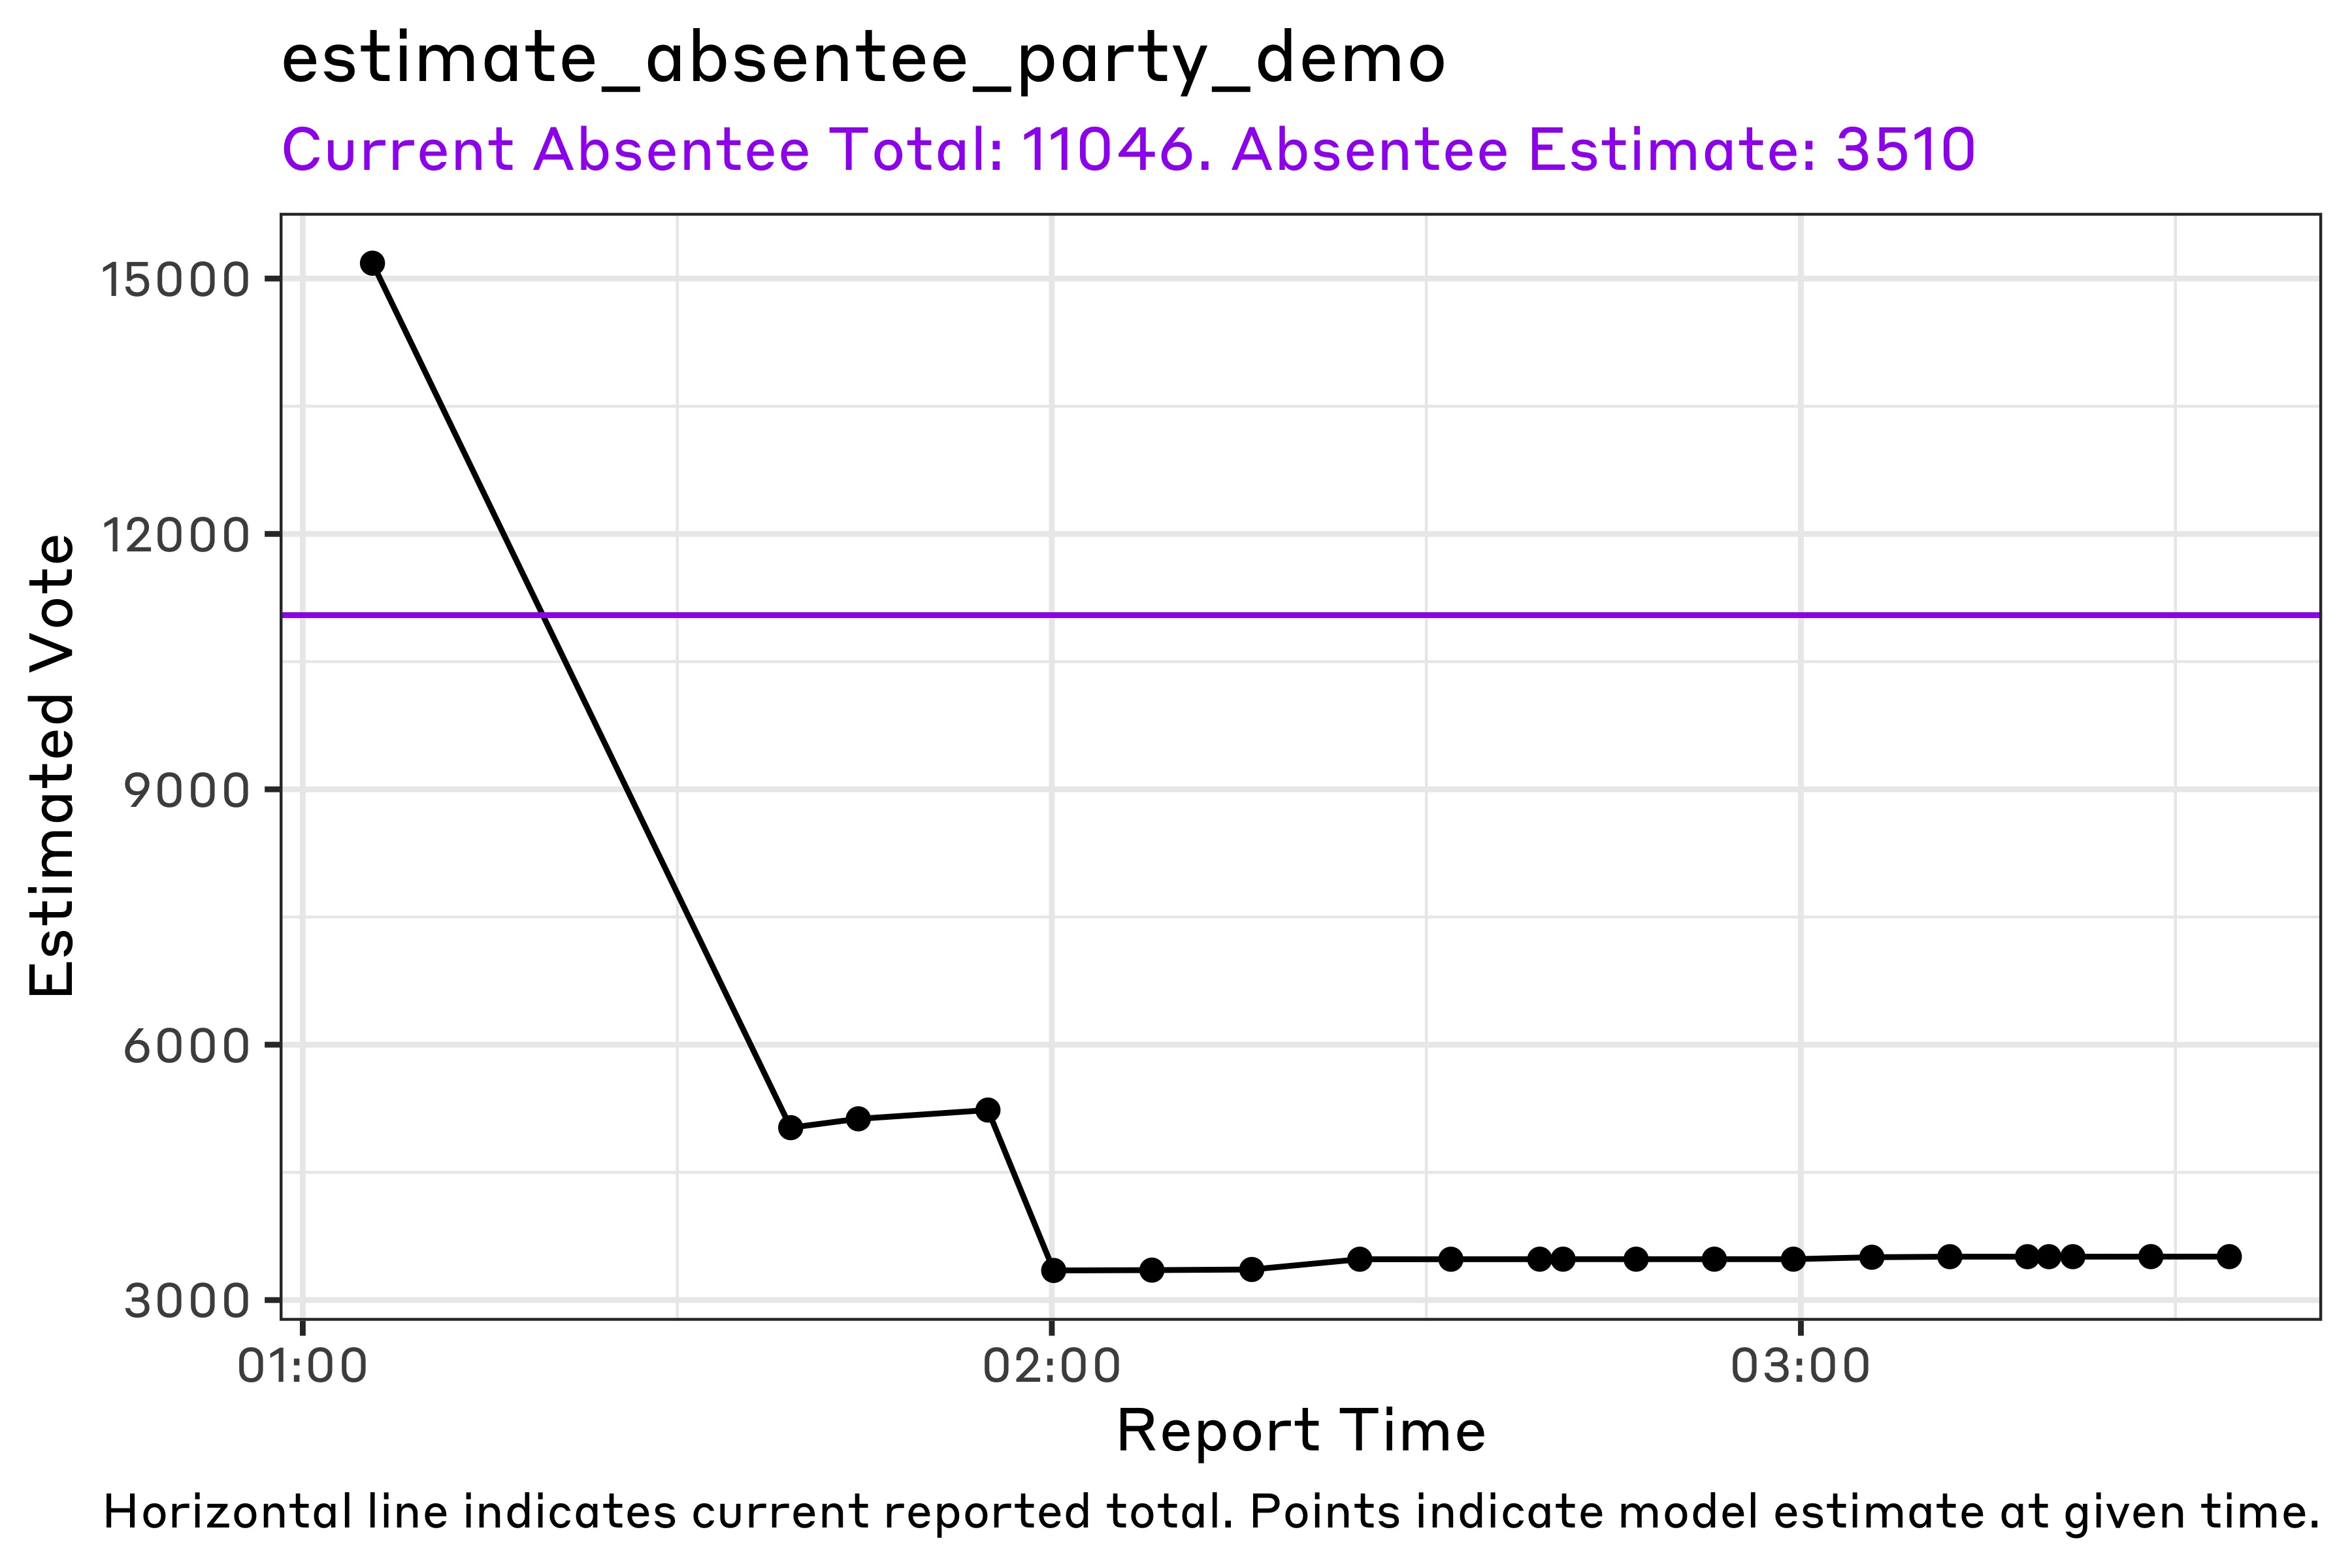 estimate_absentee_party_demo
Current Absentee Total: 11046. Absentee Estimate: 3510
Estimated Vote
15000
12000
9000
6000
3000
01:00 02:00 03:00
Report Time
Horizontal line indicates current reported total. Points indicate model estimate at given time.